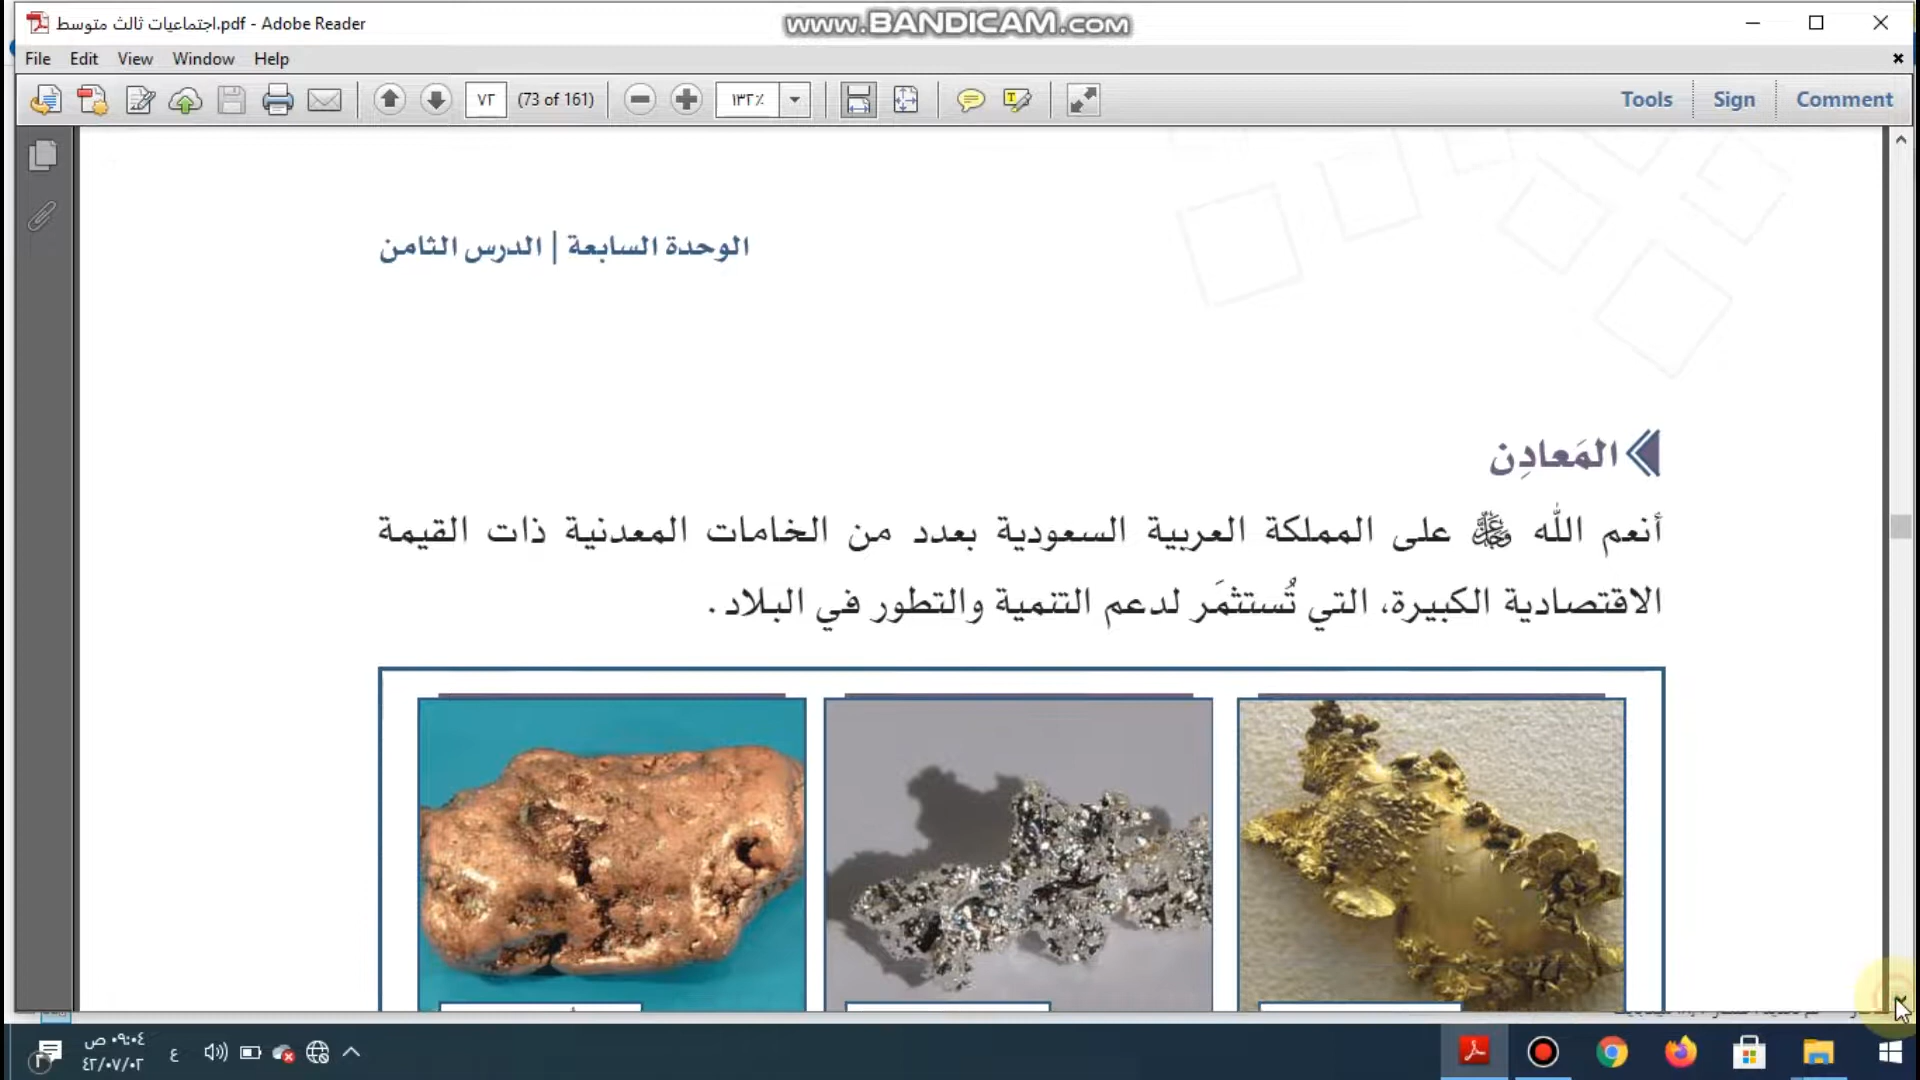 اجتماعيات ثالث متوسط.pdf - Adobe Reader
www.BANDICAM.com
File Edit View Window Help
٧٣ (73 of 161) ١٣٢٪ Tools Sign Comment
الوحدة السابعة | الدرس الثامن
المَعادِن
أنعم الله ﷻ على المملكة العربية السعودية بعدد من الخامات المعدنية ذات القيمة
الاقتصادية الكبيرة، التي تُستثمَر لدعم التنمية والتطور في البلاد.
٠٩:٠٤ ص
ع
٤٢/٠٧/٠٢